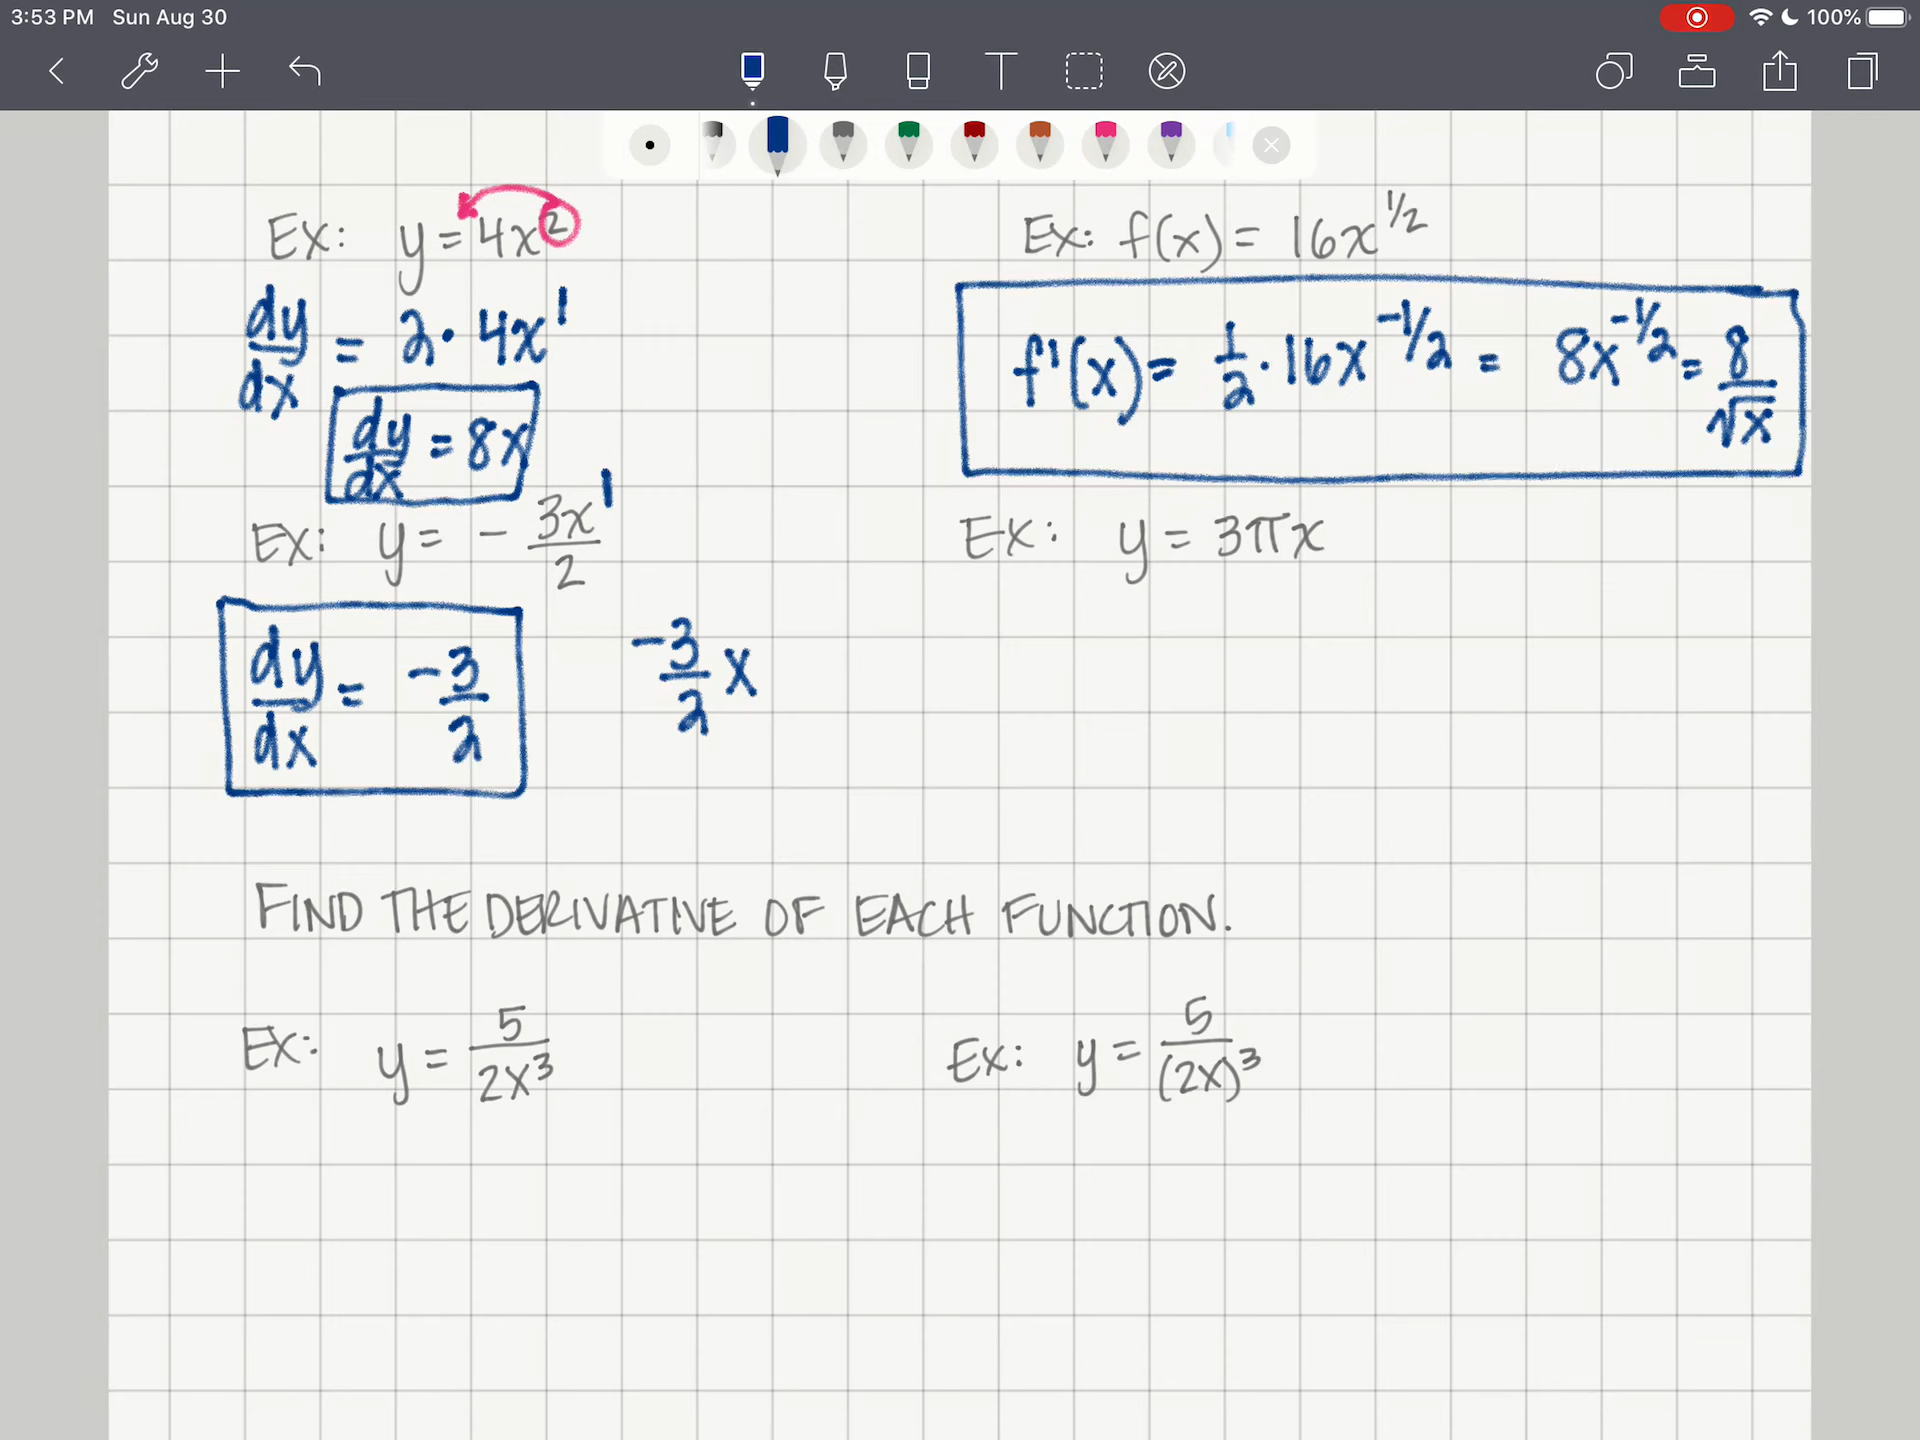 3:53 PM Sun Aug 30 100%
Ex: y = 4x²
dy/dx = 2 · 4x¹
dy/dx = 8x
Ex: f(x) = 16x^1/2
f'(x) = 1/2 · 16x^-1/2 = 8x^-1/2 = 8/√x
Ex: y = - 3x¹/2
dy/dx = -3/2
-3/2 x
Ex: y = 3πx
FIND THE DERIVATIVE OF EACH FUNCTION.
Ex: y = 5/2x³
Ex: y = 5/(2x)³